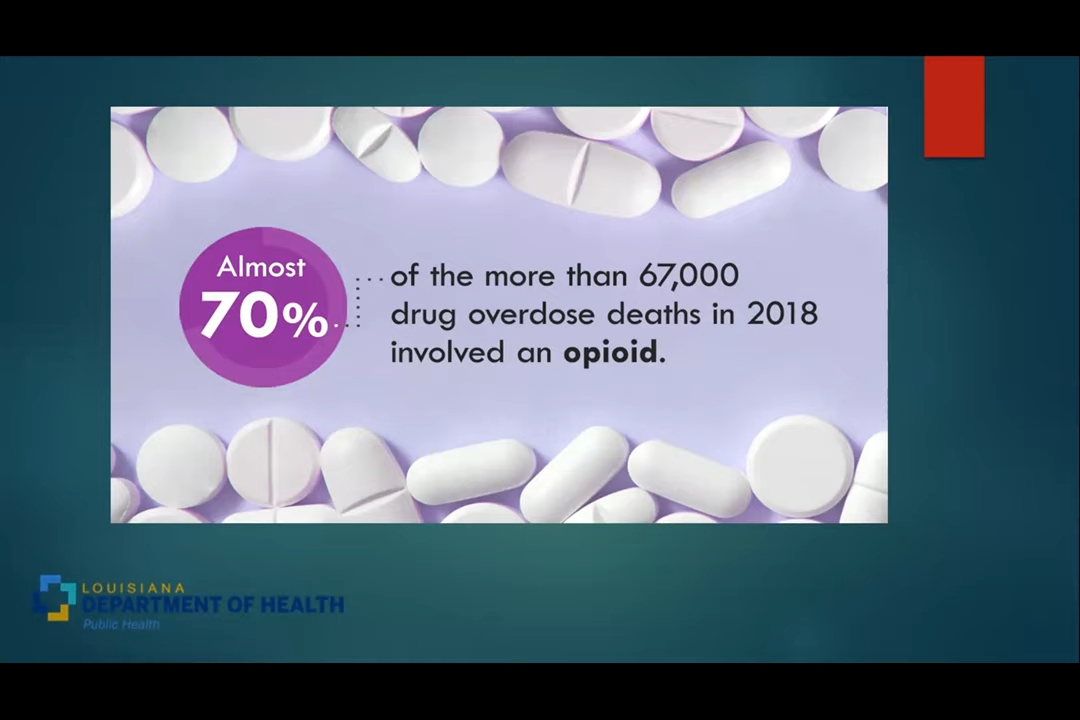 Almost
70%
of the more than 67,000
drug overdose deaths in 2018
involved an opioid.
LOUISIANA
DEPARTMENT OF HEALTH
Public Health